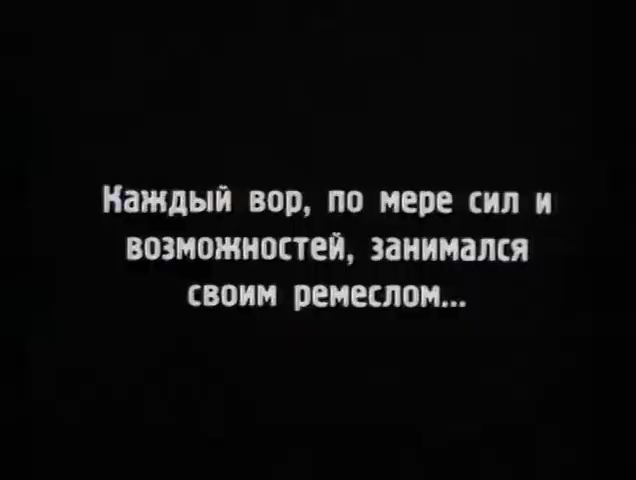 Каждый вор, по мере сил и
возможностей, занимался
своим ремеслом...